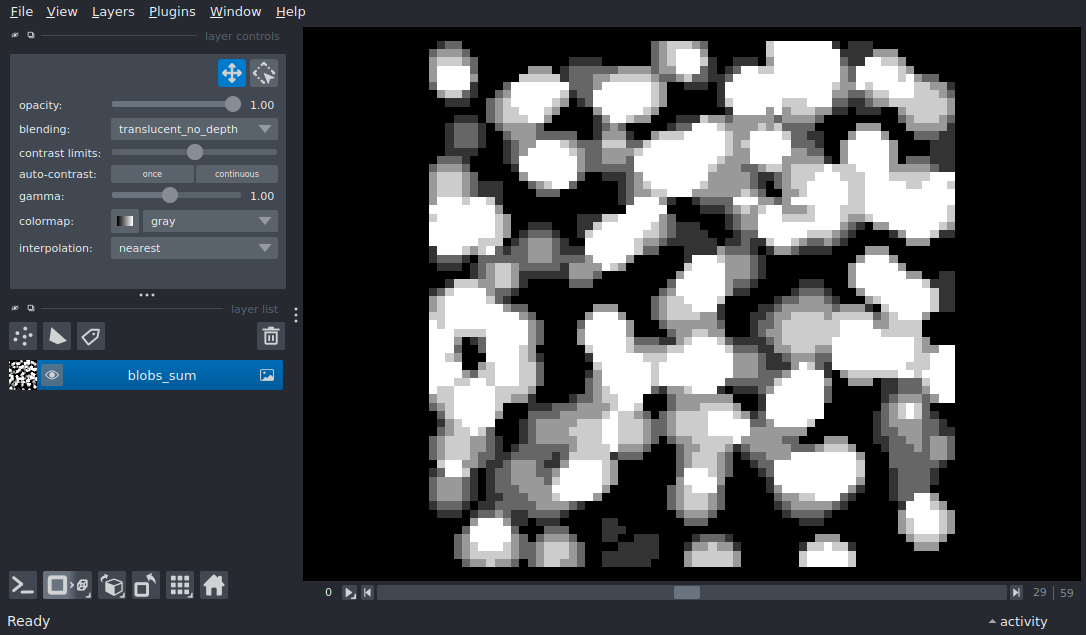 File View Layers Plugins Window Help
layer controls
opacity: 1.00
blending: translucent_no_depth
contrast limits:
auto-contrast: once continuous
gamma: 1.00
colormap: gray
interpolation: nearest
layer list
blobs_sum
0 29 59
Ready activity